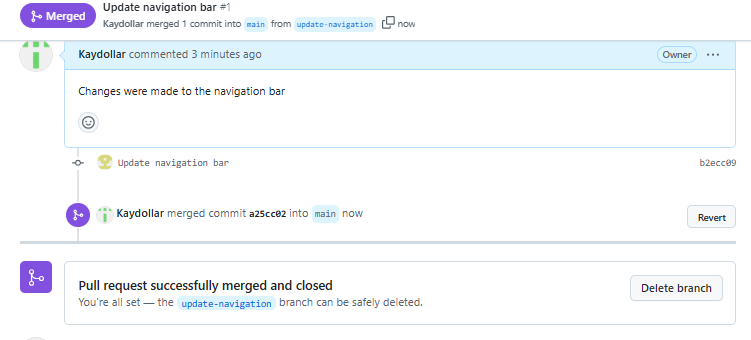 Merged
Update navigation bar #1
Kaydollar merged 1 commit into main from update-navigation now
Kaydollar commented 3 minutes ago
Owner
Changes were made to the navigation bar
Update navigation bar
b2ecc09
Kaydollar merged commit a25cc02 into main now
Revert
Pull request successfully merged and closed
You're all set — the update-navigation branch can be safely deleted.
Delete branch